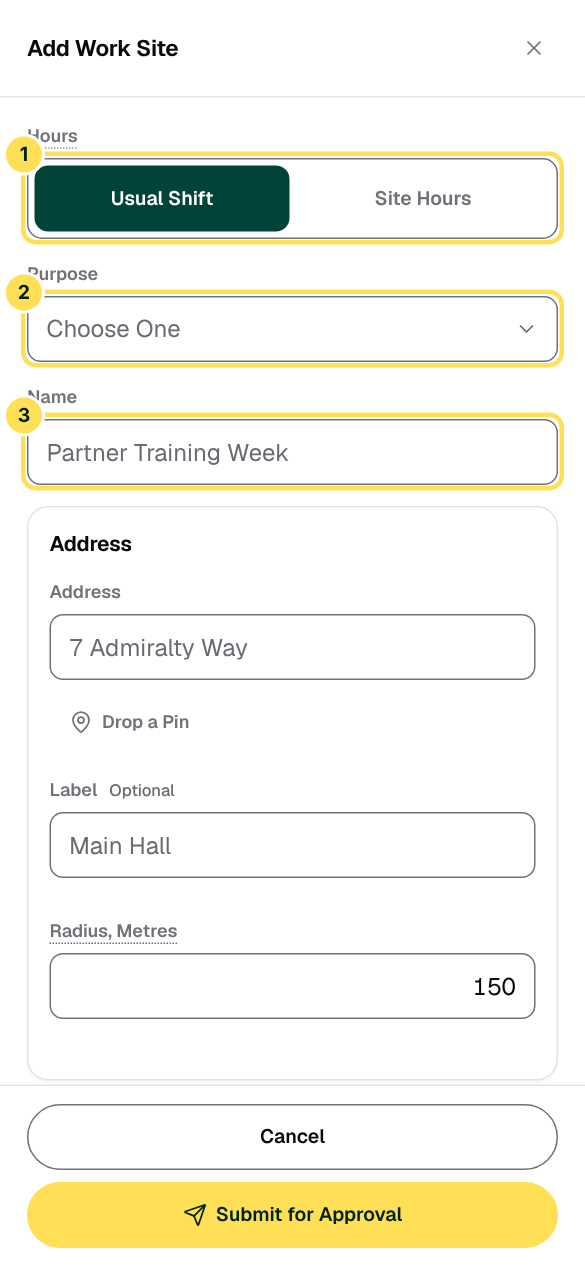 Add Work Site
Hours
1
Usual Shift
Site Hours
Purpose
2
Choose One
Name
3
Partner Training Week
Address
Address
7 Admiralty Way
Drop a Pin
Label Optional
Main Hall
Radius, Metres
150
Cancel
Submit for Approval